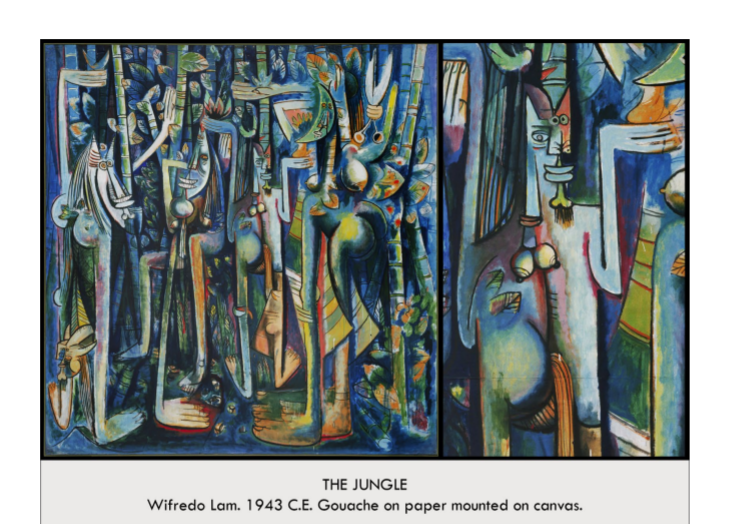 THE JUNGLE
Wifredo Lam. 1943 C.E. Gouache on paper mounted on canvas.